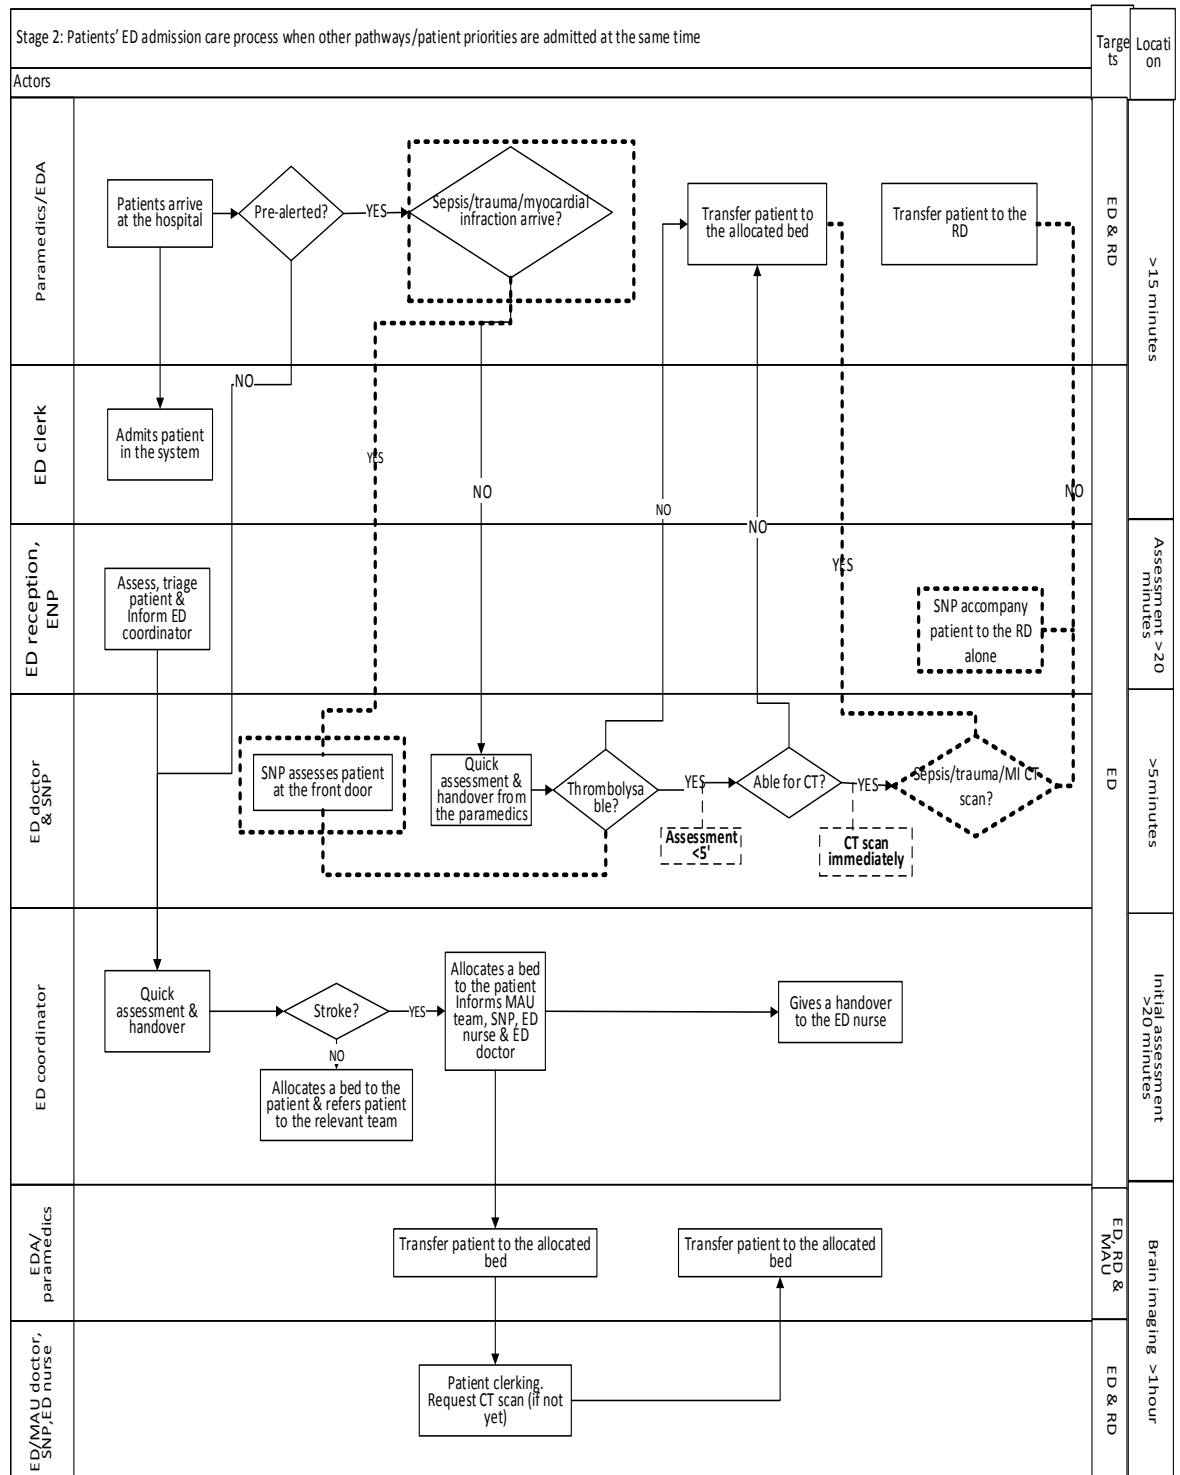 Stage 2: Patients' ED admission care process when other pathways/patient priorities are admitted at the same time
Targe
ts
Locati
on
Actors
Paramedics/EDA
Patients arrive
at the hospital
Pre-alerted?
YES
Sepsis/trauma/myocardial
infraction arrive?
Transfer patient to
the allocated bed
Transfer patient to the
RD
ED & RD
>15 minutes
ED clerk
NO
Admits patient
in the system
YES
NO
NO
NO
NO
ED reception,
ENP
Assess, triage
patient &
Inform ED
coordinator
YES
SNP accompany
patient to the RD
alone
Assessment >20
minutes
ED doctor
& SNP
SNP assesses patient
at the front door
Quick
assessment &
handover from
the paramedics
Thrombolysa
ble?
YES
Assessment
<5'
Able for CT?
YES
CT scan
immediately
Sepsis/trauma/MI CT
scan?
ED
>5minutes
ED coordinator
Quick
assessment &
handover
Stroke?
YES
NO
Allocates a bed to the
patient & refers patient
to the relevant team
Allocates a bed
to the patient
Informs MAU
team, SNP, ED
nurse & ED
doctor
Gives a handover
to the ED nurse
Initial assessment
>20 minutes
EDA/
paramedics
Transfer patient to the allocated
bed
Transfer patient to the allocated
bed
ED, RD &
MAU
Brain imaging >1hour
ED/MAU doctor,
SNP,ED nurse
Patient clerking.
Request CT scan (if not
yet)
ED & RD